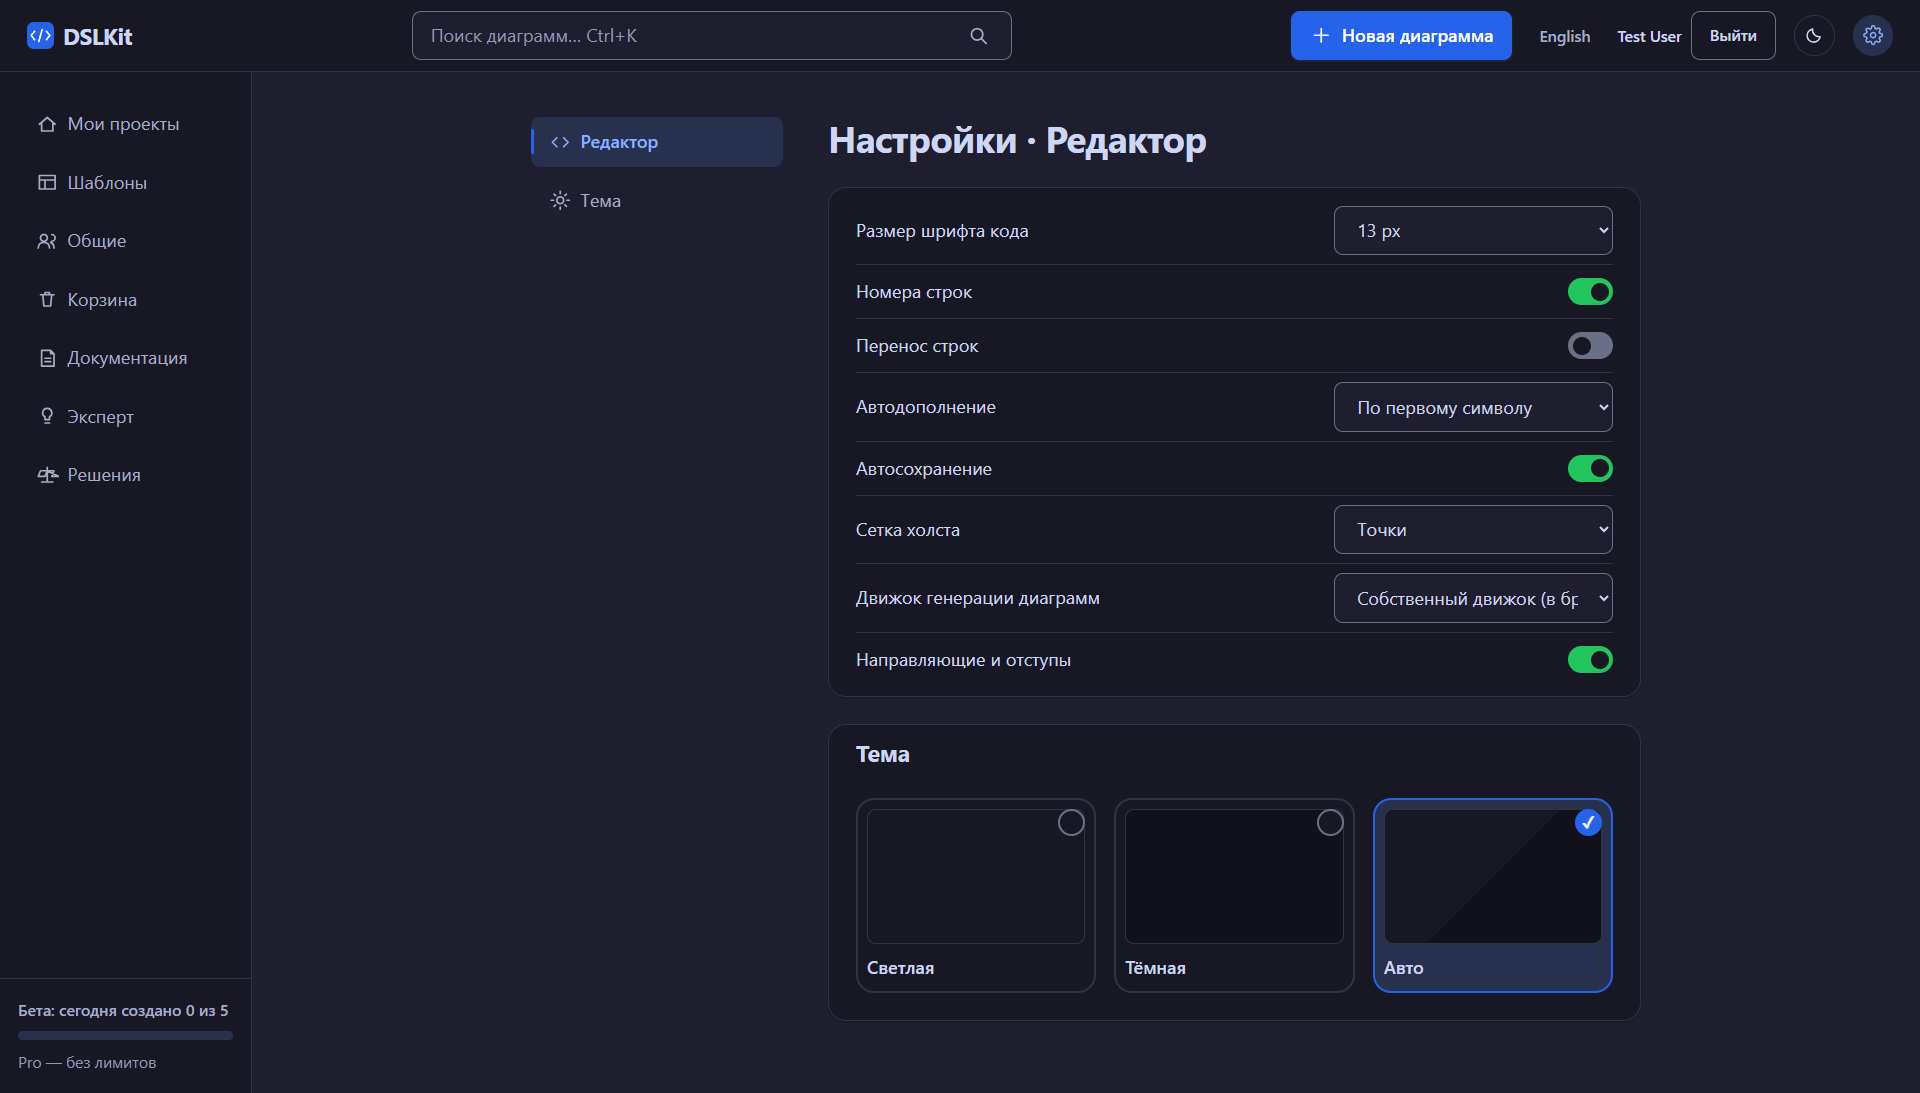 DSLKit
Поиск диаграмм... Ctrl+K
Новая диаграмма
English
Test User
Выйти
Мои проекты
Шаблоны
Общие
Корзина
Документация
Эксперт
Решения
Бета: сегодня создано 0 из 5
Pro — без лимитов
Редактор
Тема
Настройки · Редактор
Размер шрифта кода
13 px
Номера строк
Перенос строк
Автодополнение
По первому символу
Автосохранение
Сетка холста
Точки
Движок генерации диаграмм
Собственный движок (в бр
Направляющие и отступы
Тема
Светлая
Тёмная
Авто